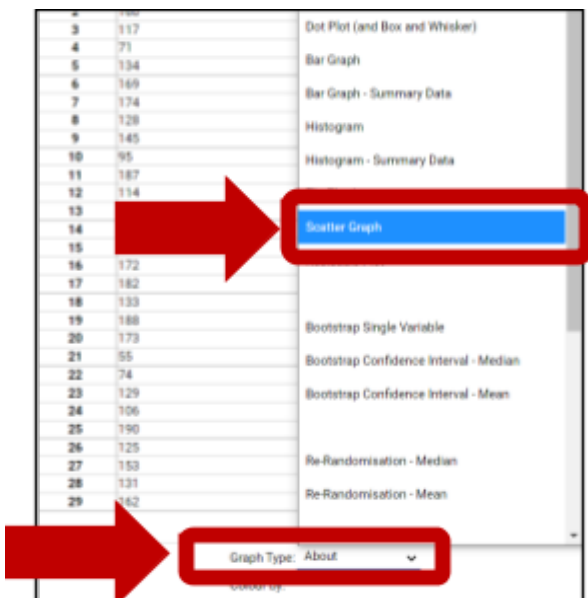 3 117
4 71
5 134
6 169
7 174
8 128
9 145
10 95
11 187
12 114
13
14
15
16 172
17 182
18 133
19 188
20 173
21 55
22 74
23 129
24 106
25 190
26 125
27 153
28 131
29 162
Dot Plot (and Box and Whisker)
Bar Graph
Bar Graph - Summary Data
Histogram
Histogram - Summary Data
Scatter Graph
Bootstrap Single Variable
Bootstrap Confidence Interval - Median
Bootstrap Confidence Interval - Mean
Re-Randomisation - Median
Re-Randomisation - Mean
Graph Type: About
Colour by: